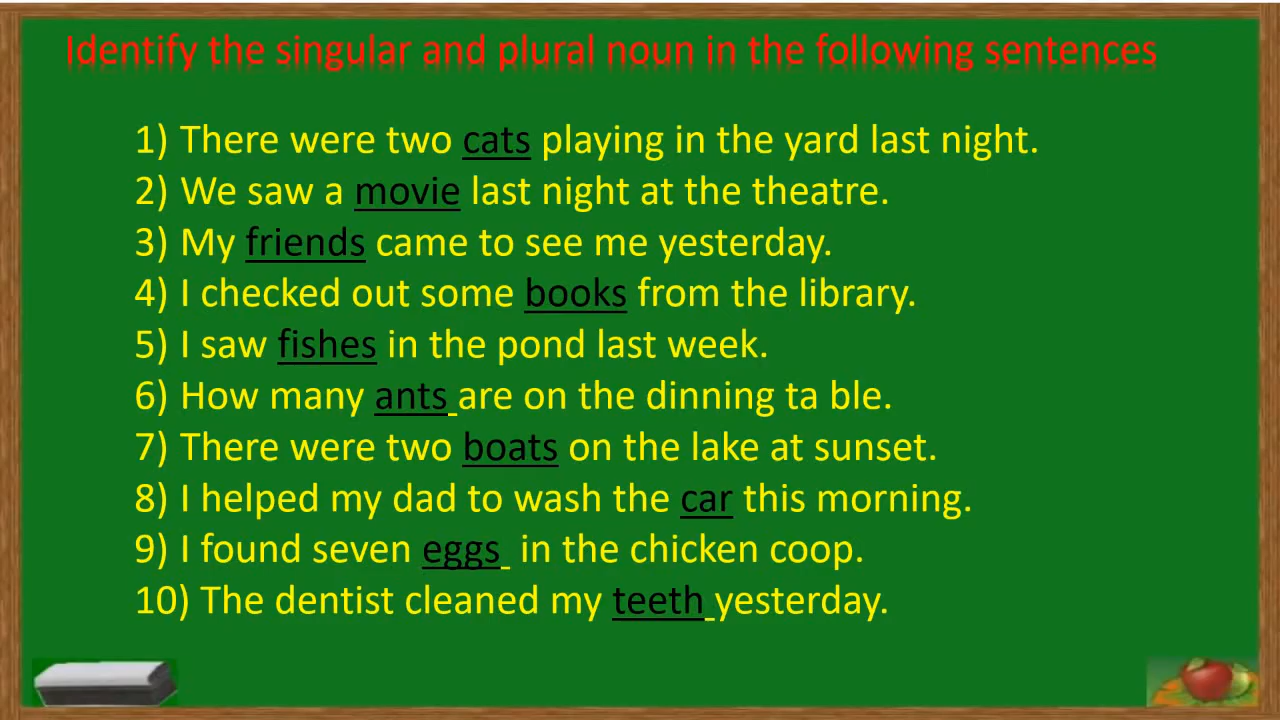 Identify the singular and plural noun in the following sentences
1) There were two cats playing in the yard last night.
2) We saw a movie last night at the theatre.
3) My friends came to see me yesterday.
4) I checked out some books from the library.
5) I saw fishes in the pond last week.
6) How many ants are on the dinning ta ble.
7) There were two boats on the lake at sunset.
8) I helped my dad to wash the car this morning.
9) I found seven eggs  in the chicken coop.
10) The dentist cleaned my teeth yesterday.